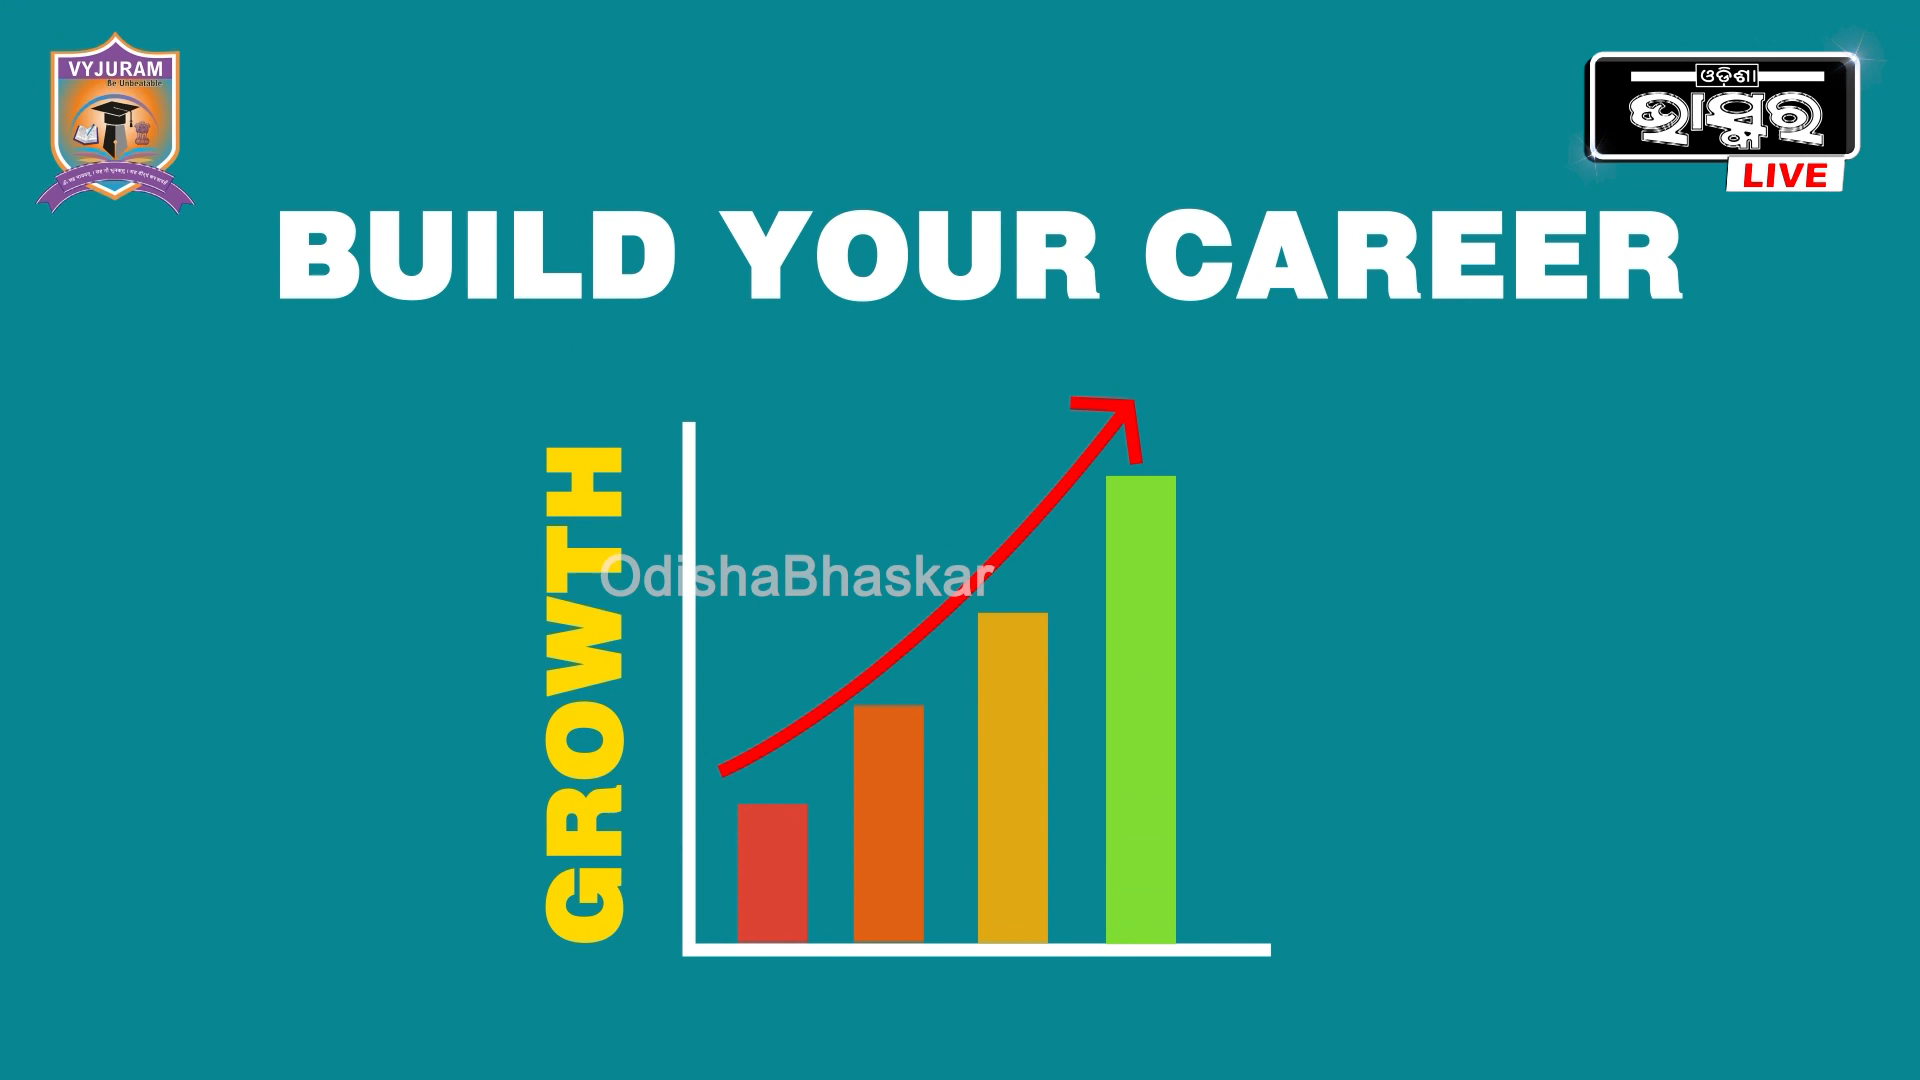 VYJURAM
Be Unbeatable
ଓଡ଼ିଶା
ଭାସ୍କର
LIVE
BUILD YOUR CAREER
GROWTH
OdishaBhaskar